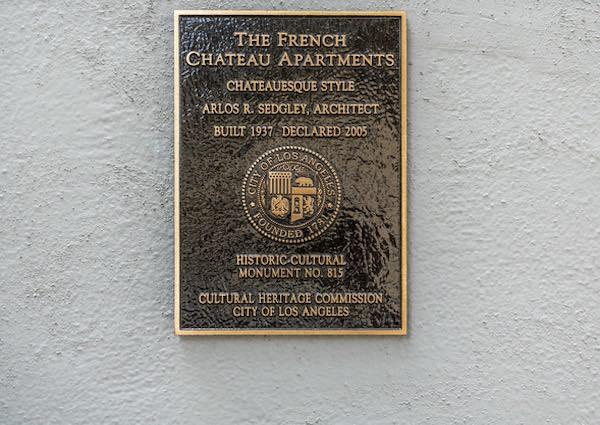 THE FRENCH
CHATEAU APARTMENTS
CHATEAUESQUE STYLE
ARLOS R. SEDGLEY, ARCHITECT
BUILT 1937 DECLARED 2005
CITY OF LOS ANGELES
FOUNDED 1781
HISTORIC-CULTURAL
MONUMENT NO. 815
CULTURAL HERITAGE COMMISSION
CITY OF LOS ANGELES